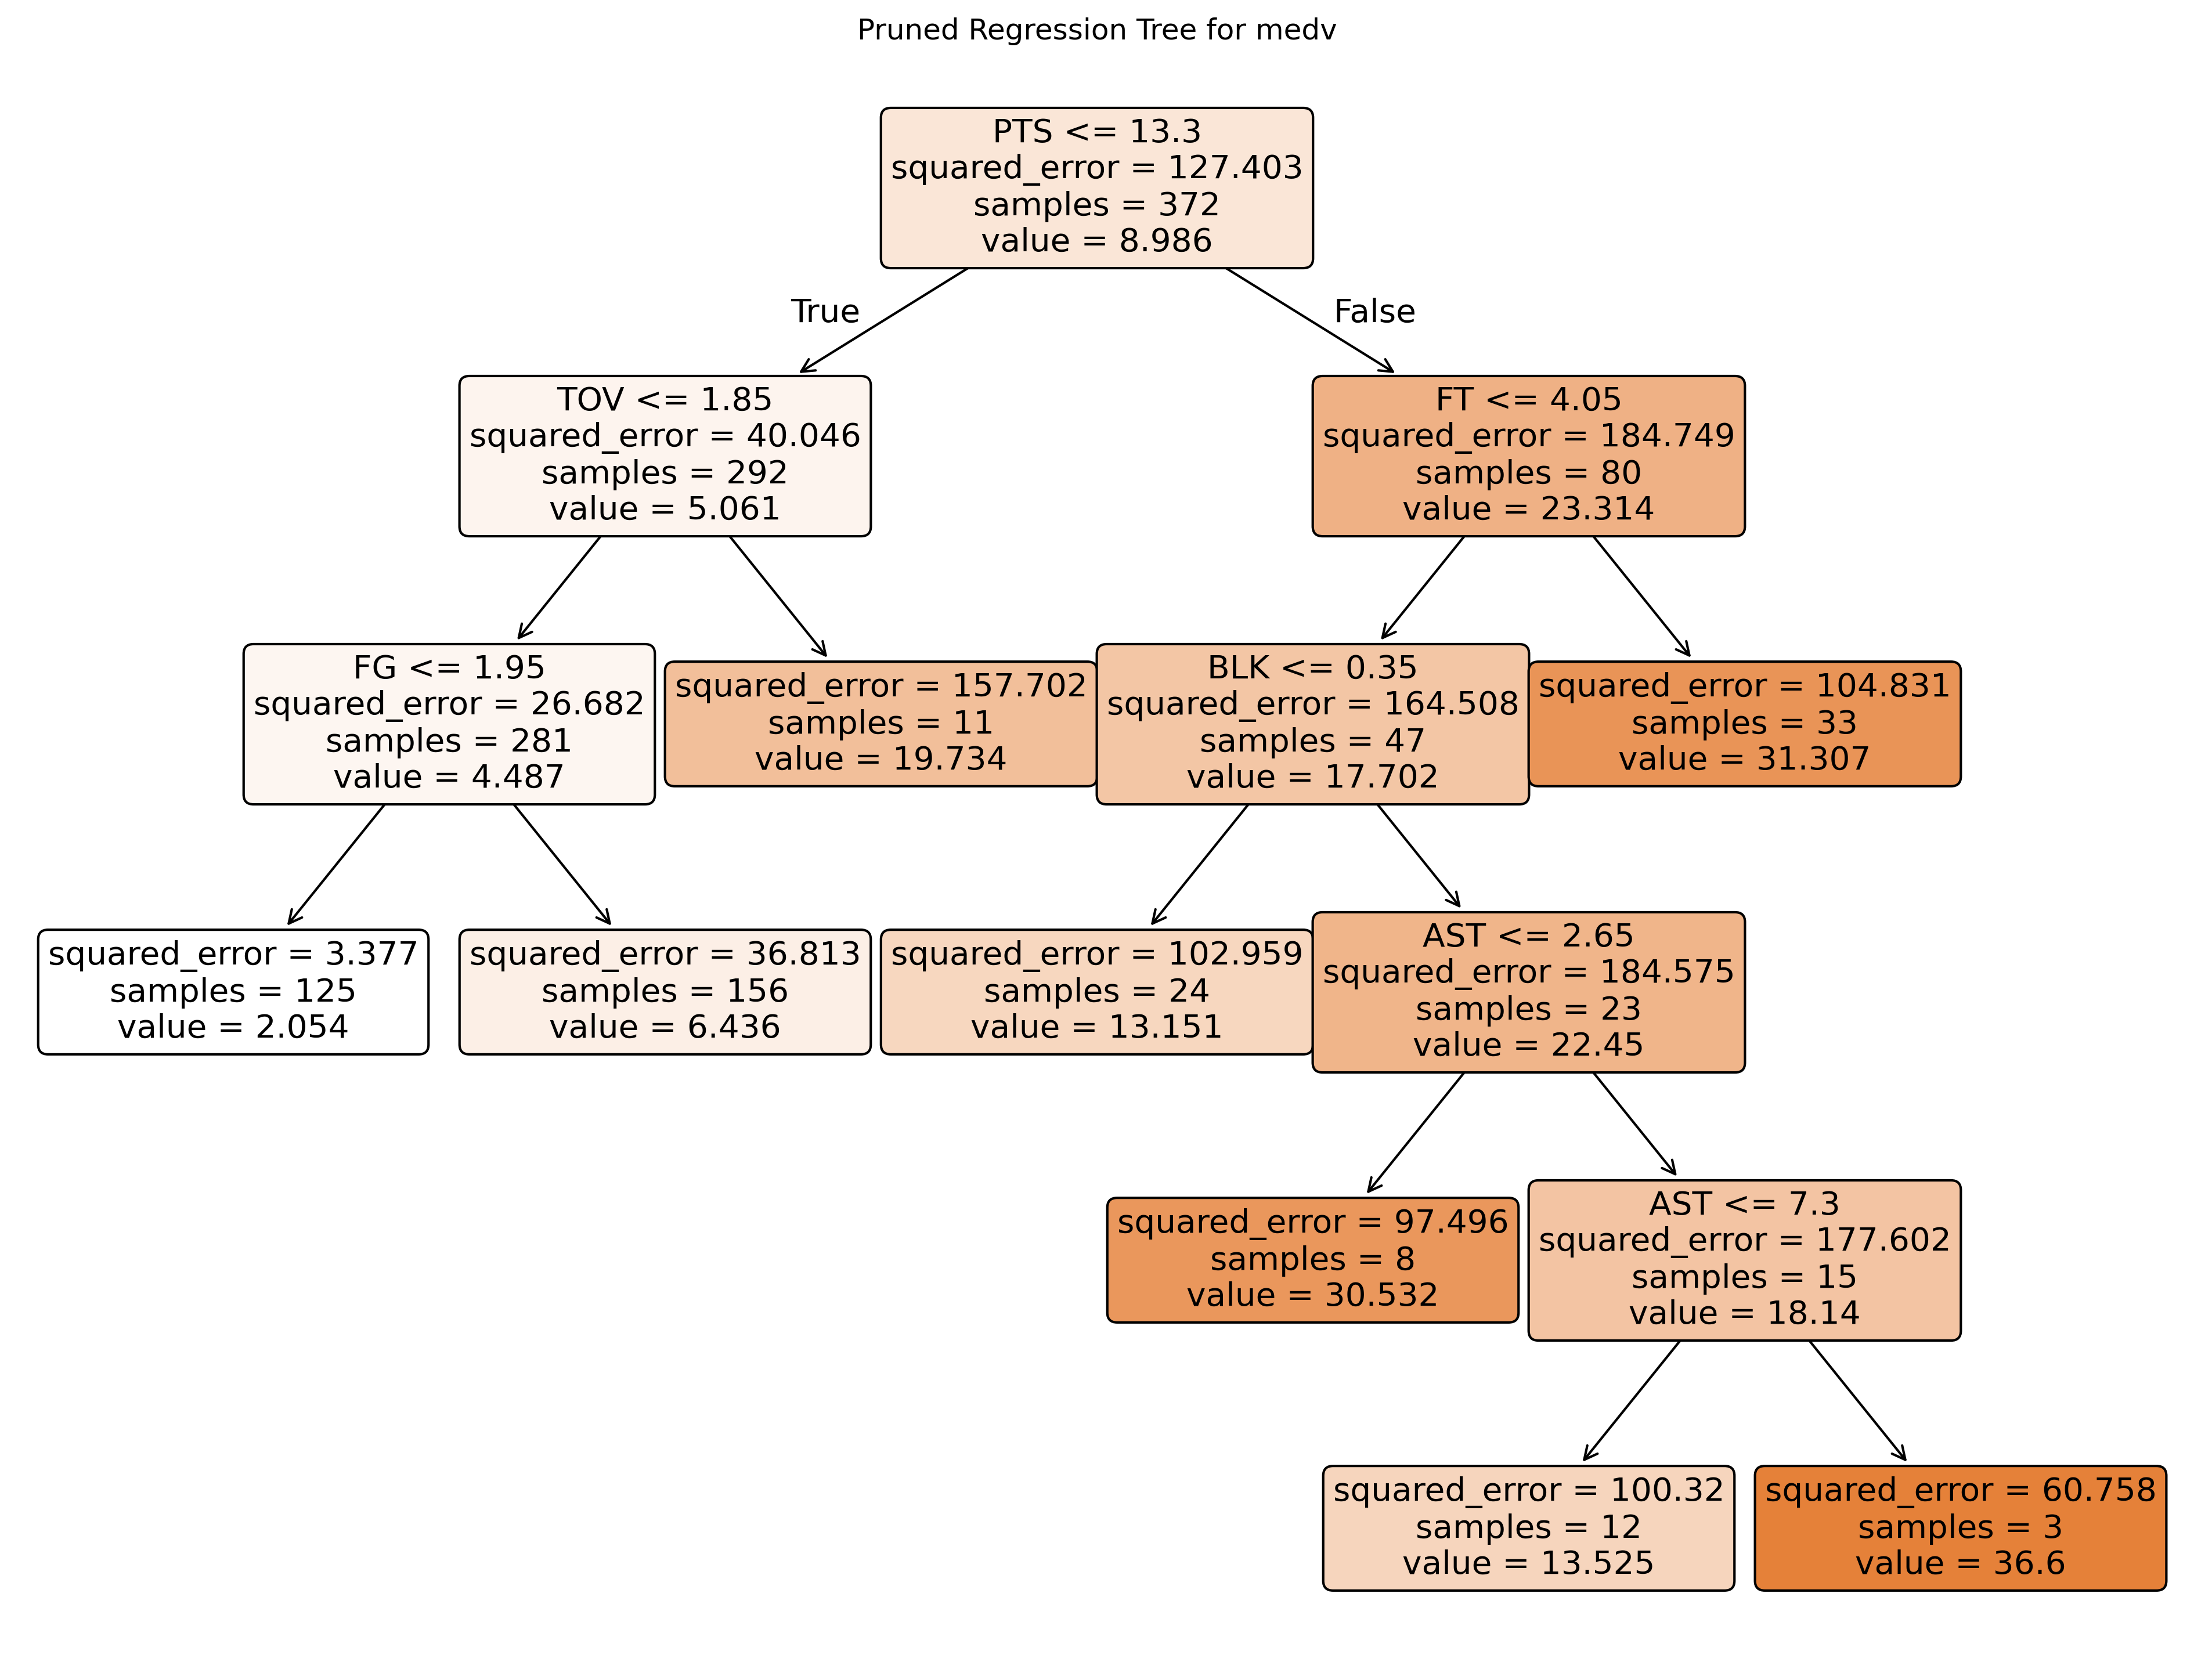 Pruned Regression Tree for medv
PTS <= 13.3
squared_error = 127.403
samples = 372
value = 8.986
True
False
TOV <= 1.85
squared_error = 40.046
samples = 292
value = 5.061
FT <= 4.05
squared_error = 184.749
samples = 80
value = 23.314
FG <= 1.95
squared_error = 26.682
samples = 281
value = 4.487
squared_error = 157.702
samples = 11
value = 19.734
BLK <= 0.35
squared_error = 164.508
samples = 47
value = 17.702
squared_error = 104.831
samples = 33
value = 31.307
squared_error = 3.377
samples = 125
value = 2.054
squared_error = 36.813
samples = 156
value = 6.436
squared_error = 102.959
samples = 24
value = 13.151
AST <= 2.65
squared_error = 184.575
samples = 23
value = 22.45
squared_error = 97.496
samples = 8
value = 30.532
AST <= 7.3
squared_error = 177.602
samples = 15
value = 18.14
squared_error = 100.32
samples = 12
value = 13.525
squared_error = 60.758
samples = 3
value = 36.6